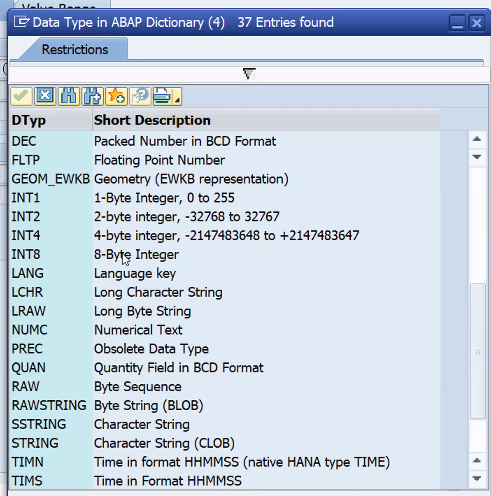 Value Range
Data Type in ABAP Dictionary (4) 37 Entries found
Restrictions
DTyp Short Description
DEC Packed Number in BCD Format
FLTP Floating Point Number
GEOM_EWKB Geometry (EWKB representation)
INT1 1-Byte Integer, 0 to 255
INT2 2-byte Integer, -32768 to 32767
INT4 4-byte integer, -2147483648 to +2147483647
INT8 8-Byte Integer
LANG Language key
LCHR Long Character String
LRAW Long Byte String
NUMC Numerical Text
PREC Obsolete Data Type
QUAN Quantity Field in BCD Format
RAW Byte Sequence
RAWSTRING Byte String (BLOB)
SSTRING Character String
STRING Character String (CLOB)
TIMN Time in format HHMMSS (native HANA type TIME)
TIMS Time in Format HHMMSS